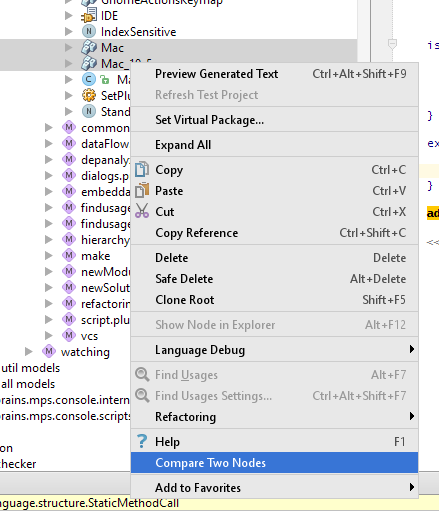 GnomeActionsKeymap
IDE
IndexSensitive
Mac
Mac_10_5
Ma
SetPlu
Stand
common
dataFlow
depanaly
dialogs.p
embedda
findusage
findusage
hierarchy
make
newModu
newSolut
refactorin
script.plu
vcs
watching
util models
all models
brains.mps.console.intern
brains.mps.console.scripts
on
checker
nguage.structure.StaticMethodCall
Preview Generated Text Ctrl+Alt+Shift+F9
Refresh Test Project
Set Virtual Package...
Expand All
Copy Ctrl+C
Paste Ctrl+V
Cut Ctrl+X
Copy Reference Ctrl+Shift+C
Delete Delete
Safe Delete Alt+Delete
Clone Root Shift+F5
Show Node in Explorer Alt+F12
Language Debug
Find Usages Alt+F7
Find Usages Settings... Ctrl+Alt+Shift+F7
Refactoring
Help F1
Compare Two Nodes
Add to Favorites
is
}
ex
}
ad
<<